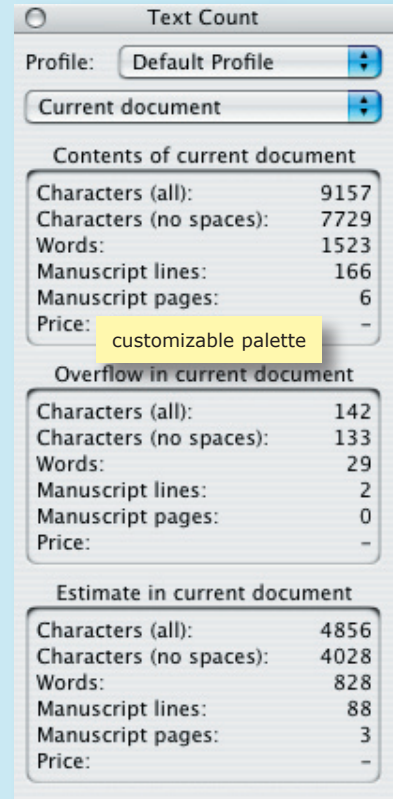 Text Count
Profile: Default Profile
Current document
Contents of current document
Characters (all): 9157
Characters (no spaces): 7729
Words: 1523
Manuscript lines: 166
Manuscript pages: 6
Price: –
customizable palette
Overflow in current document
Characters (all): 142
Characters (no spaces): 133
Words: 29
Manuscript lines: 2
Manuscript pages: 0
Price: –
Estimate in current document
Characters (all): 4856
Characters (no spaces): 4028
Words: 828
Manuscript lines: 88
Manuscript pages: 3
Price: –